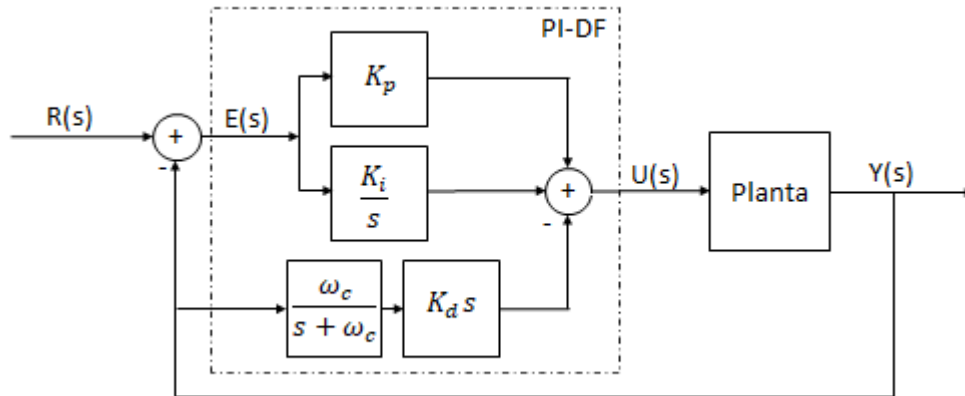 PI-DF
R(s)
+
-
E(s)
K_p
K_i
s
+
-
U(s)
Planta
Y(s)
ω_c
s + ω_c
K_d s